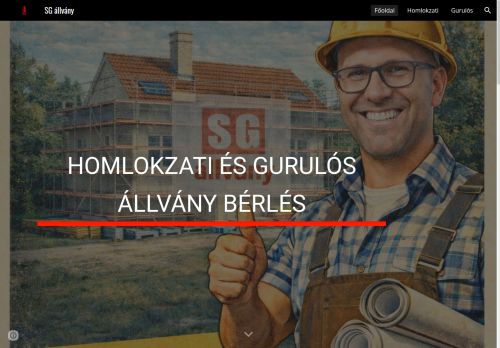 SG állvány
Főoldal
Homlokzati
Gurulós
SG
HOMLOKZATI ÉS GURULÓS
ÁLLVÁNY BÉRLÉS